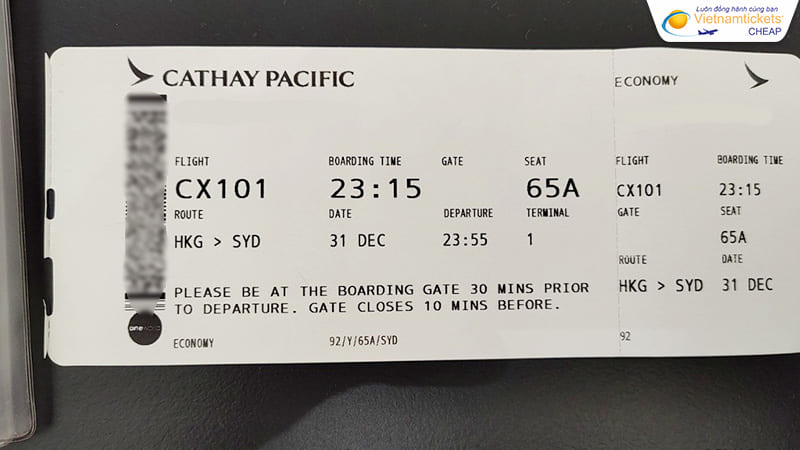 Luôn đồng hành cùng bạn
Vietnamtickets
CHEAP
CATHAY PACIFIC
FLIGHT BOARDING TIME GATE SEAT
CX101 23:15 65A
ROUTE DATE DEPARTURE TERMINAL
HKG > SYD 31 DEC 23:55 1
PLEASE BE AT THE BOARDING GATE 30 MINS PRIOR
TO DEPARTURE. GATE CLOSES 10 MINS BEFORE.
oneworld
ECONOMY 92/Y/65A/SYD
ECONOMY
FLIGHT BOARDING TIME
CX101 23:15
GATE SEAT
65A
ROUTE DATE
HKG > SYD 31 DEC
92